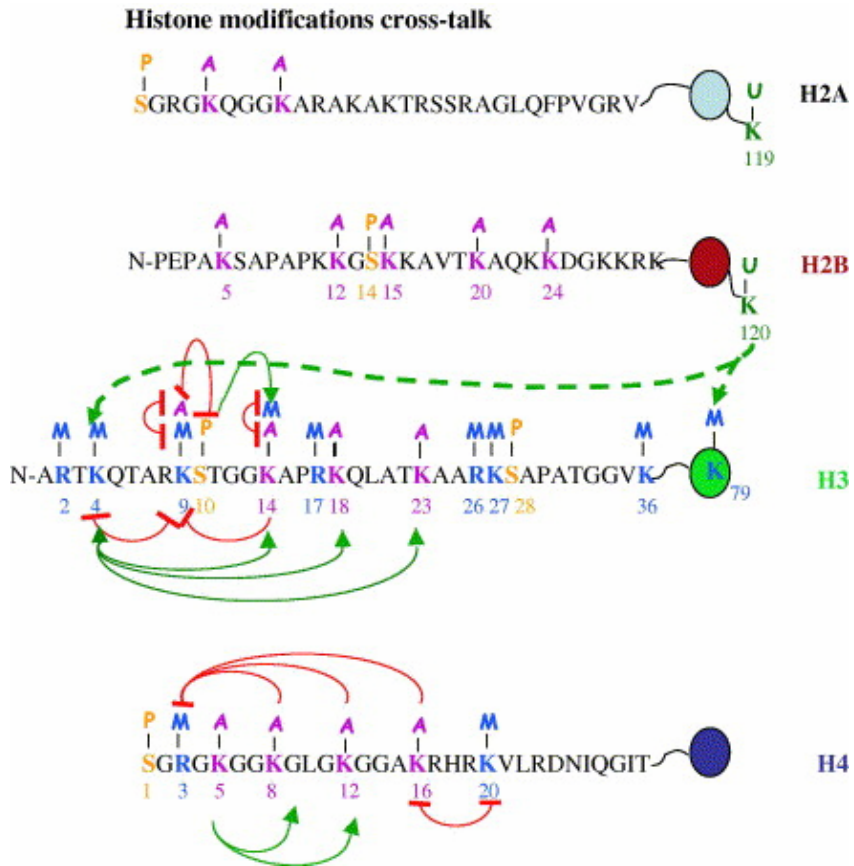 Histone modifications cross-talk
P A A
SGRGKQGGKARAKAKTRSSRAGLQFPVGRV U H2A
K
119
A A P A A A
N-PEPAKSAPAPKKGSKKAVTKAQKKDGKKRK U H2B
5 12 14 15 20 24 K
120
A M M
M M M P A M A A M M P M
N-ARTKQTARKSTGGKAPRKQLATKAARKSAPATGGVK K H3
2 4 9 10 14 17 18 23 26 27 28 36 79
P M A A A A M
SGRGKGGKGLGKGGAKRHRKVLRDNIQGIT H4
1 3 5 8 12 16 20